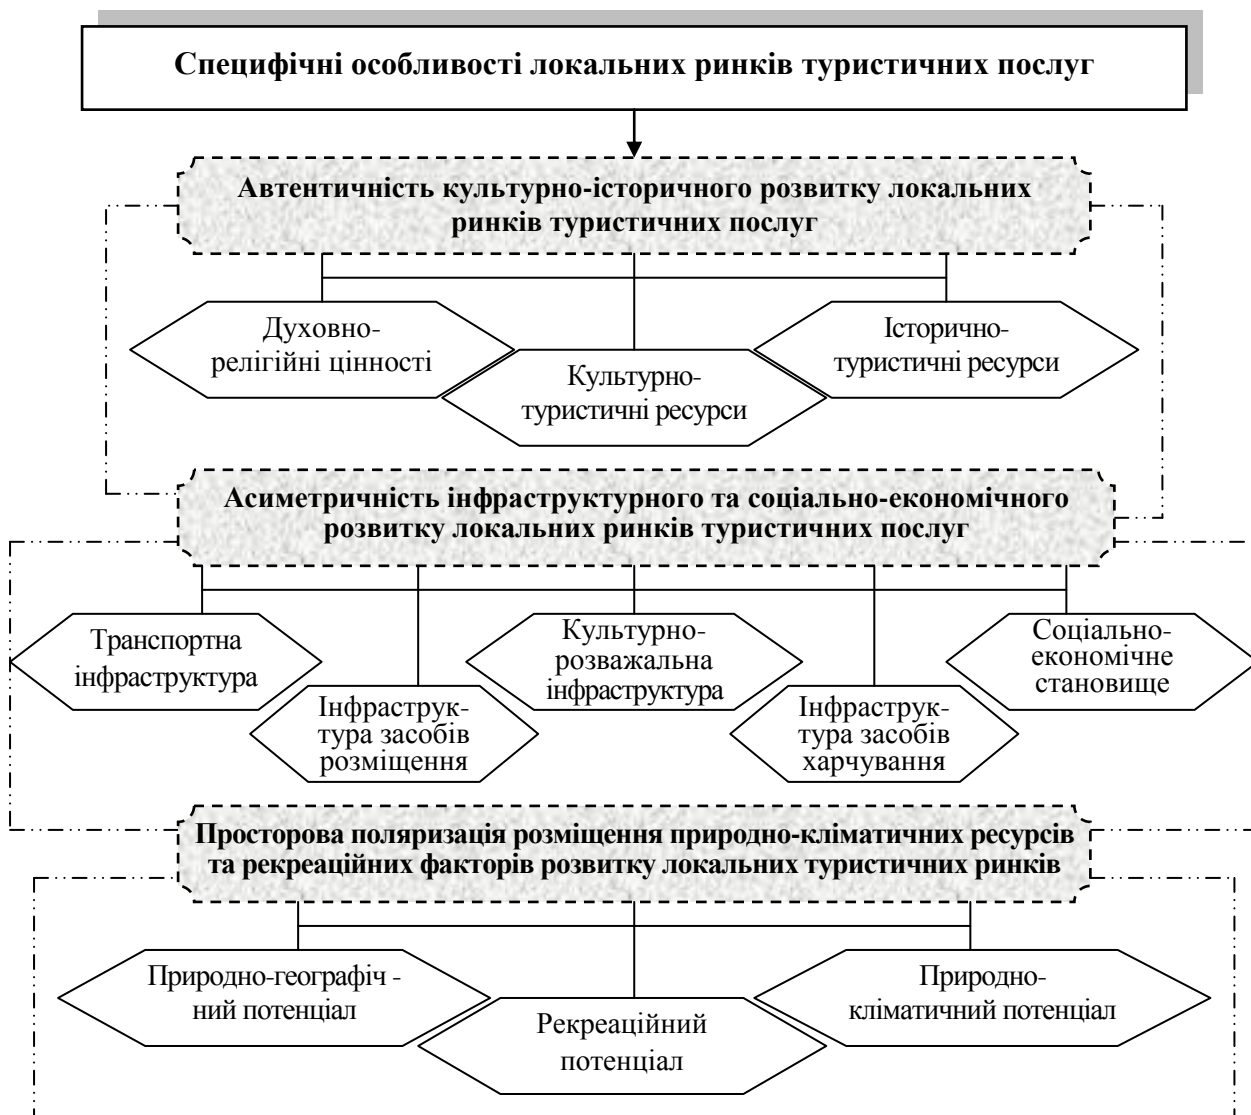 Специфічні особливості локальних ринків туристичних послуг
Автентичність культурно-історичного розвитку локальних
ринків туристичних послуг
Духовно-
релігійні цінності
Культурно-
туристичні ресурси
Історично-
туристичні ресурси
Асиметричність інфраструктурного та соціально-економічного
розвитку локальних ринків туристичних послуг
Транспортна
інфраструктура
Інфраструк-
тура засобів
розміщення
Культурно-
розважальна
інфраструктура
Інфраструк-
тура засобів
харчування
Соціально-
економічне
становище
Просторова поляризація розміщення природно-кліматичних ресурсів
та рекреаційних факторів розвитку локальних туристичних ринків
Природно-географіч -
ний потенціал
Рекреаційний
потенціал
Природно-
кліматичний потенціал